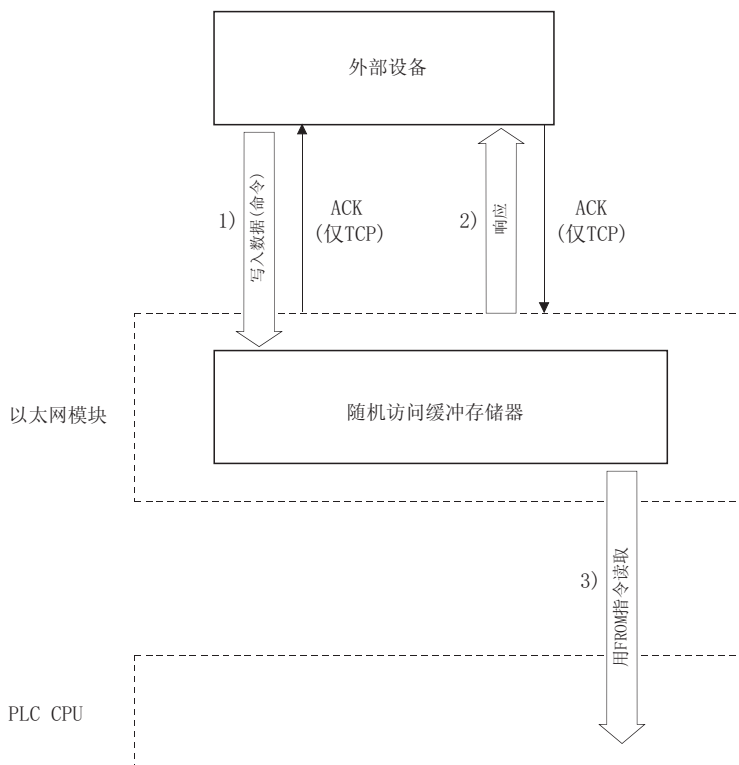 外部设备
1)
写入数据(命令)
ACK
(仅TCP)
2)
响应
ACK
(仅TCP)
以太网模块
随机访问缓冲存储器
3)
用FROM指令读取
PLC CPU